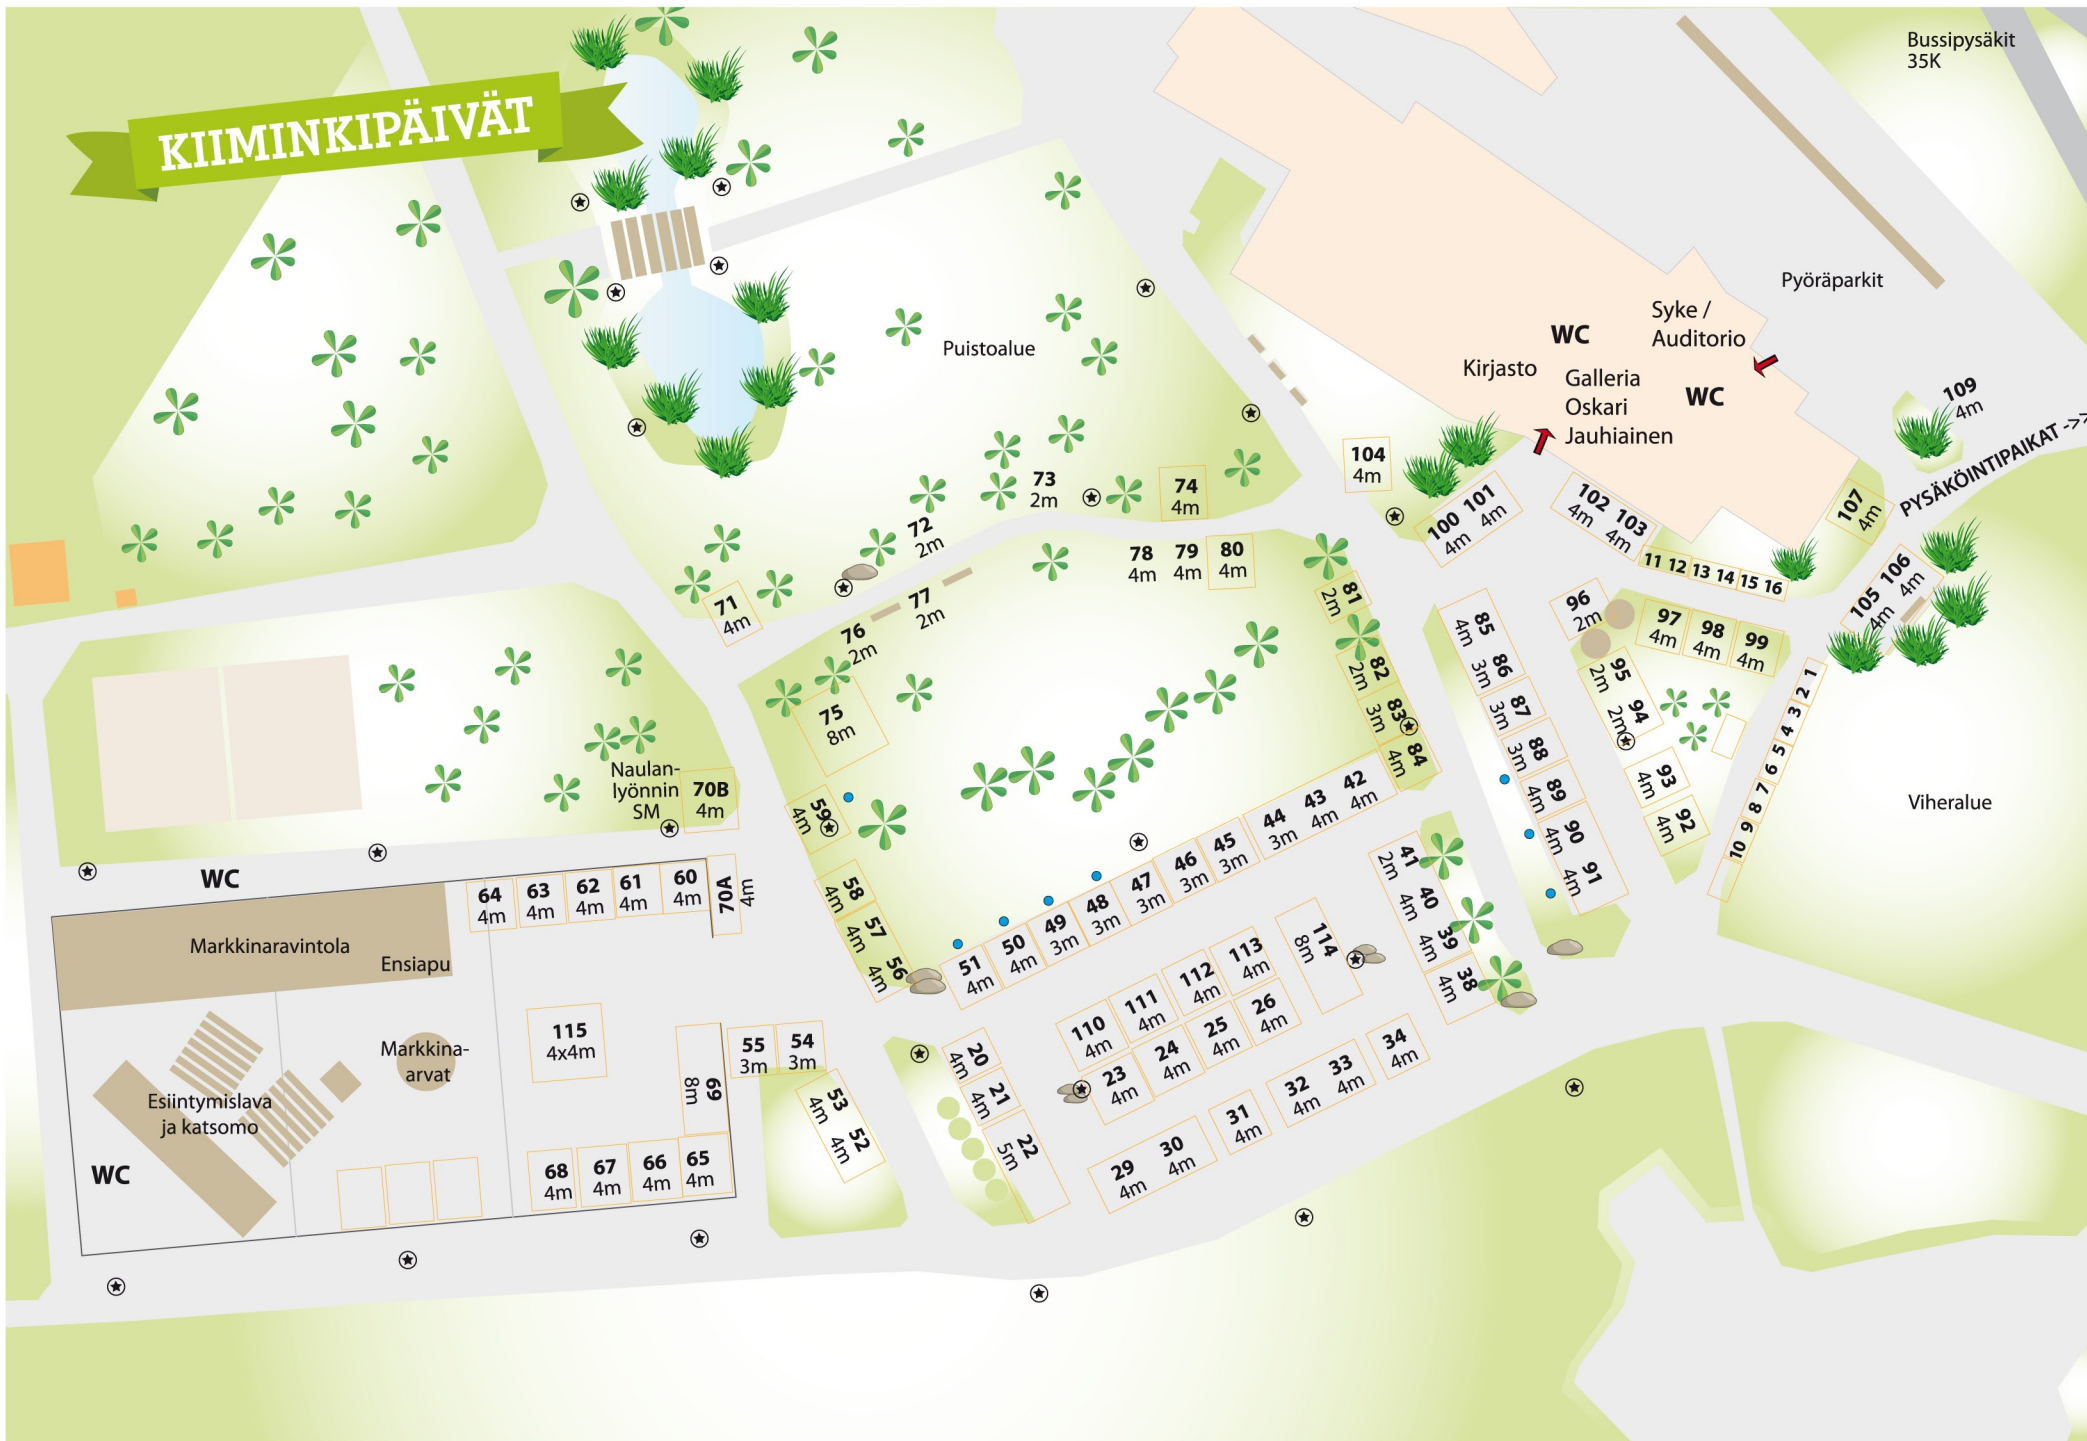 KIIMINKIPÄIVÄT
Bussipysäkit
35K
Pyöräparkit
Syke /
Auditorio
WC
Kirjasto
Galleria
Oskari
Jauhiainen
WC
Puistoalue
109
4m
PYSÄKÖINTIPAIKAT ->>
104
4m
100 101
4m 4m
102 103
4m 4m
107
4m
11 12 13 14 15 16
105 106
4m 4m
73
2m
74
4m
72
2m
71
4m
76
2m
77
2m
78
4m
79
4m
80
4m
81
2m
82
2m
83
3m
84
4m
85
4m
86
3m
87
3m
88
3m
89
4m
90
4m
91
4m
96
2m
97
4m
98
4m
99
4m
95
2m
94
2m
93
4m
92
4m
1
2
3
4
5
6
7
8
9
10
Viheralue
75
8m
Naulan-
lyönnin
SM
70B
4m
59
4m
58
4m
57
4m
56
4m
51
4m
50
4m
49
3m
48
3m
47
3m
46
3m
45
3m
44
3m
43
4m
42
4m
41
2m
40
4m
39
4m
38
4m
WC
64
4m
63
4m
62
4m
61
4m
60
4m
70A
4m
Markkinaravintola
Ensiapu
115
4x4m
Markkina-
arvat
Esiintymislava
ja katsomo
WC
69
8m
55
3m
54
3m
53
4m
52
4m
68
4m
67
4m
66
4m
65
4m
20
4m
21
4m
22
5m
110
4m
111
4m
112
4m
113
4m
114
8m
23
4m
24
4m
25
4m
26
4m
29
4m
30
4m
31
4m
32
4m
33
4m
34
4m